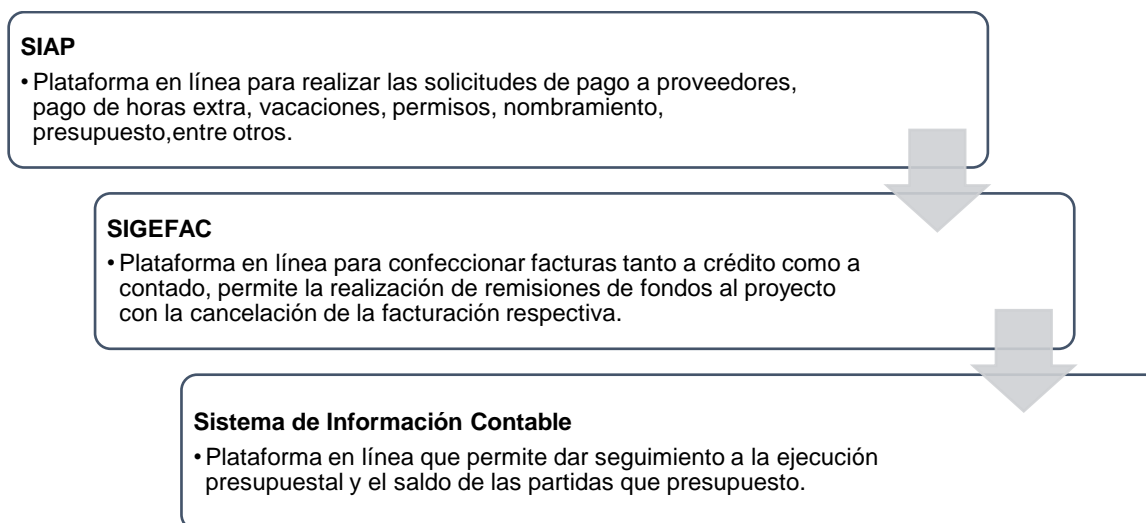 SIAP
• Plataforma en línea para realizar las solicitudes de pago a proveedores,
pago de horas extra, vacaciones, permisos, nombramiento,
presupuesto,entre otros.
SIGEFAC
• Plataforma en línea para confeccionar facturas tanto a crédito como a
contado, permite la realización de remisiones de fondos al proyecto
con la cancelación de la facturación respectiva.
Sistema de Información Contable
• Plataforma en línea que permite dar seguimiento a la ejecución
presupuestal y el saldo de las partidas que presupuesto.